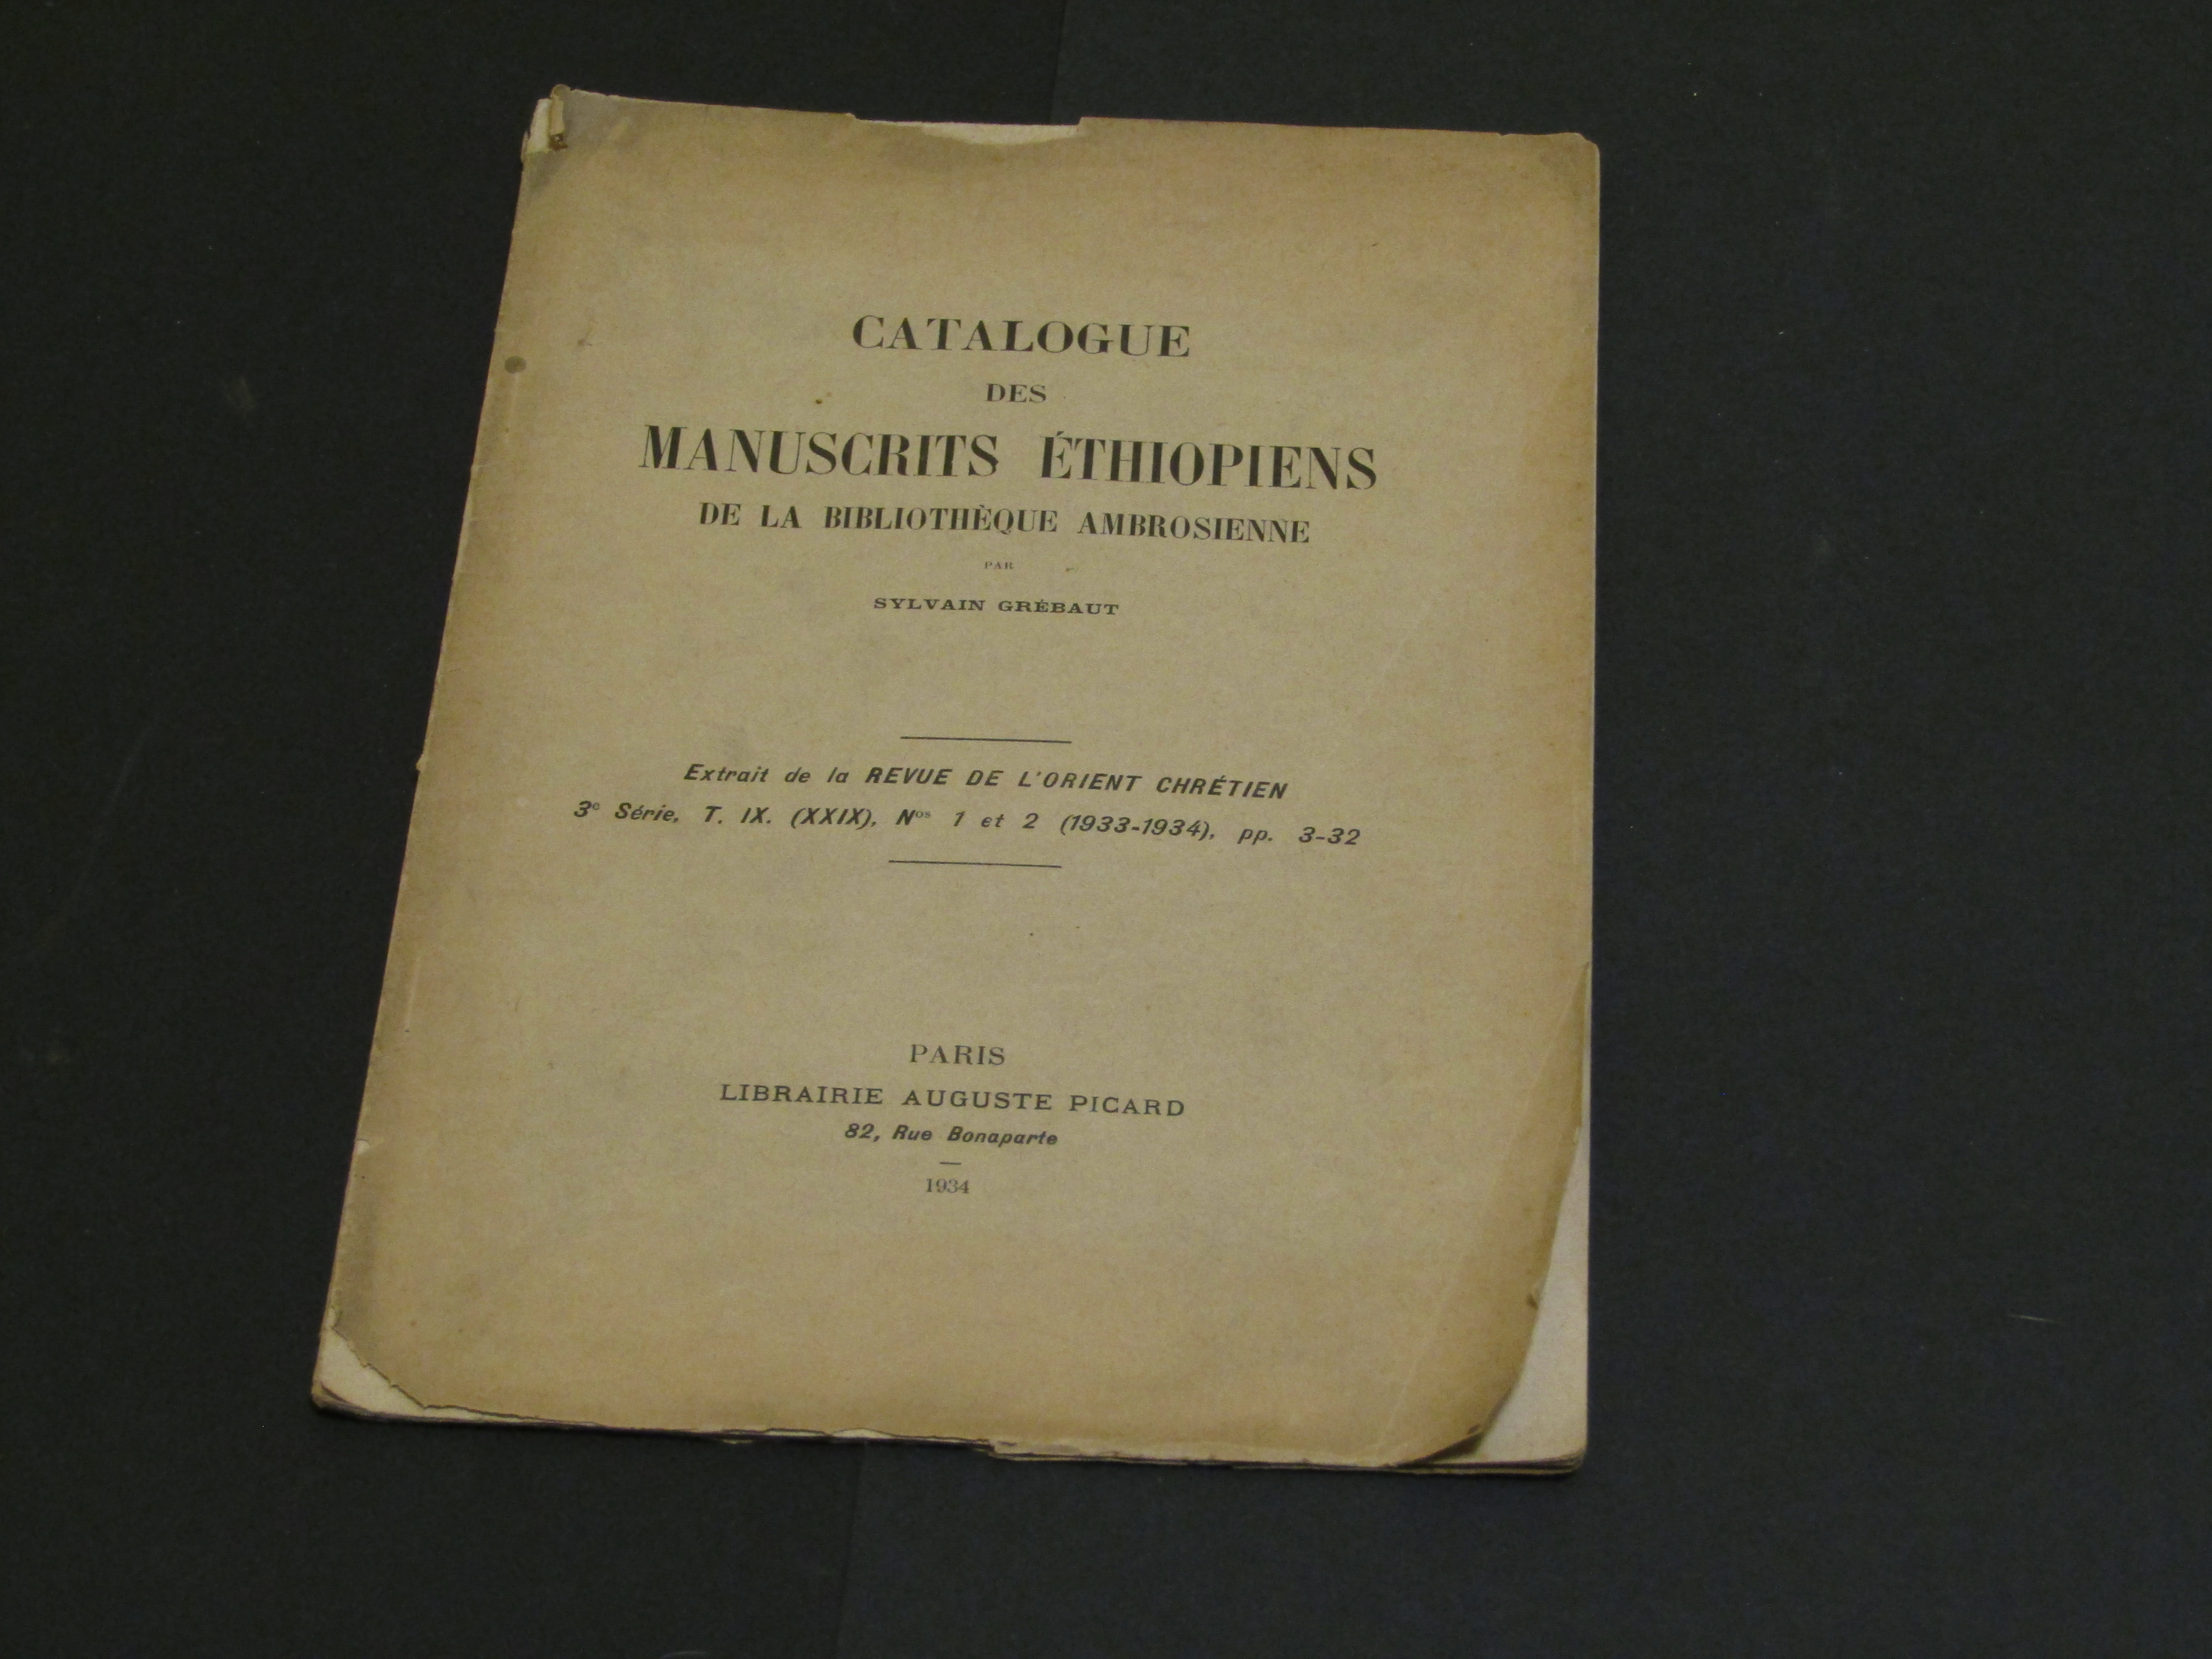 CATALOGUE
DES
MANUSCRITS ÉTHIOPIENS
DE LA BIBLIOTHÈQUE AMBROSIENNE
PAR
SYLVAIN GRÉBAUT
Extrait de la REVUE DE L'ORIENT CHRÉTIEN
3e Série, T. IX. (XXIX), Nos 1 et 2 (1933-1934), pp. 3-32
PARIS
LIBRAIRIE AUGUSTE PICARD
82, Rue Bonaparte
1934